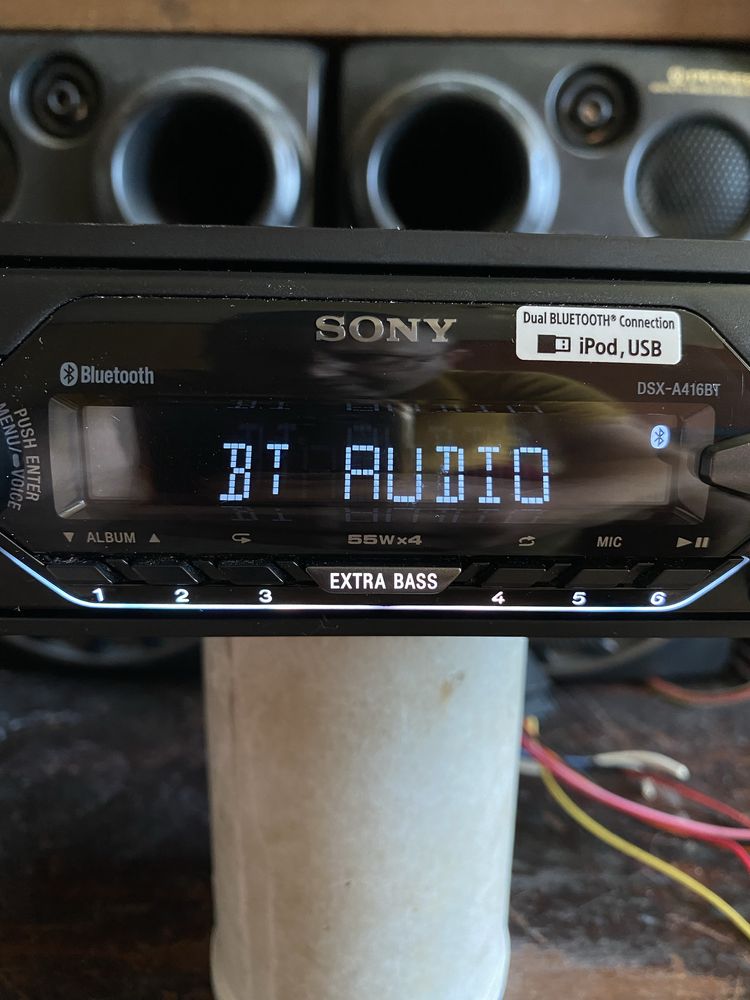 SONY
Dual BLUETOOTH® Connection
iPod, USB
Bluetooth
DSX-A416BT
PUSH ENTER
MENU/ VOICE
BT AUDIO
▼ ALBUM ▲
55W×4
MIC
EXTRA BASS
1 2 3 4 5 6